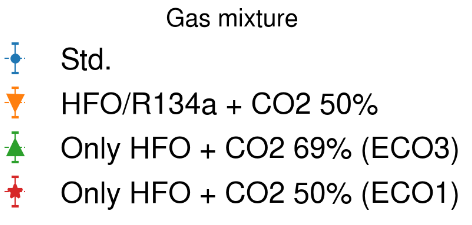 Gas mixture
Std.
HFO/R134a + CO2 50%
Only HFO + CO2 69% (ECO3)
Only HFO + CO2 50% (ECO1)